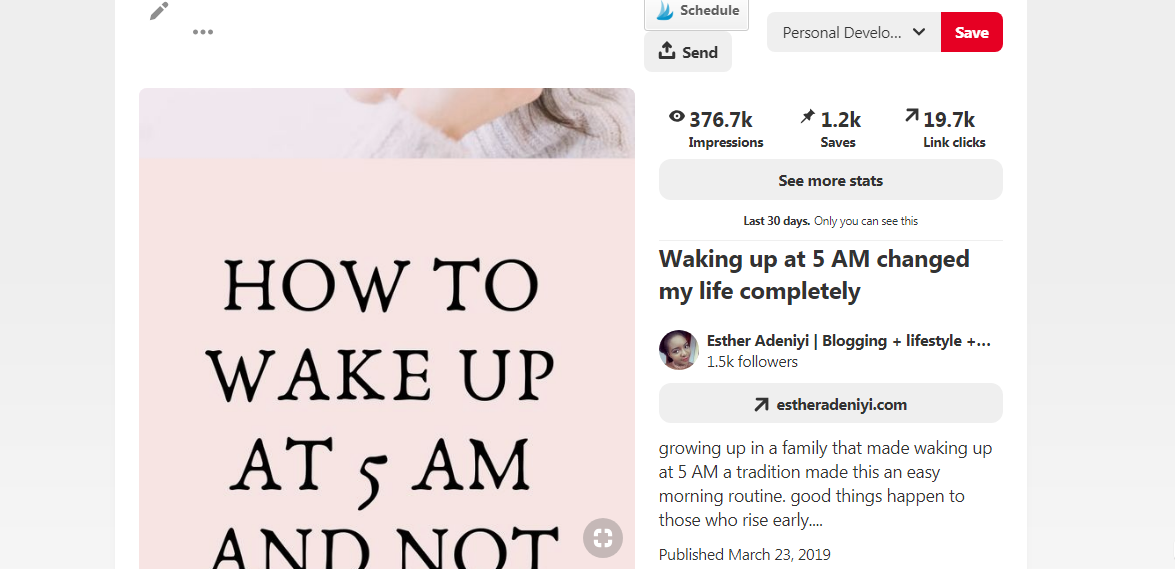 Schedule
Send
Personal Develo...
Save
376.7k
Impressions
1.2k
Saves
19.7k
Link clicks
See more stats
Last 30 days. Only you can see this
Waking up at 5 AM changed
my life completely
Esther Adeniyi | Blogging + lifestyle +...
1.5k followers
estheradeniyi.com
growing up in a family that made waking up
at 5 AM a tradition made this an easy
morning routine. good things happen to
those who rise early....
Published March 23, 2019
HOW TO
WAKE UP
AT 5 AM
AND NOT